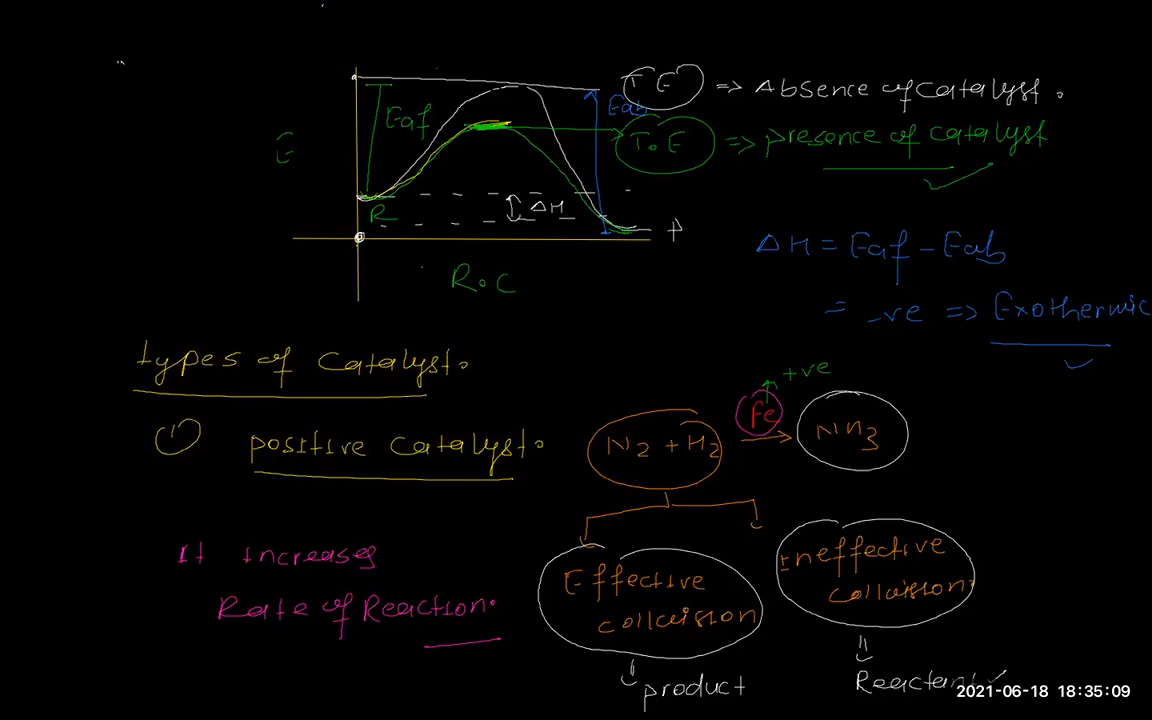 T.E => Absence of Catalyst.
Eaf
Eab
E
T.E => presence of catalyst
R
ΔH
P
ΔH = Eaf - Eab
R.C
= -ve => Exothermic
types of Catalyst.
+ve
① positive Catalyst.
N2 + H2
Fe
NH3
It increases
Rate of Reaction.
Effective
collcuision
Ineffective
collcuision
product
Reactant
2021-06-18 18:35:09